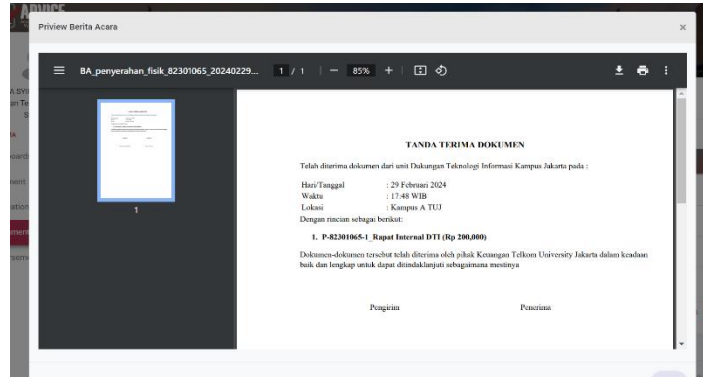 ADVICE
Priview Berita Acara
×
BA_penyerahan_fisik_82301065_20240229...
1 / 1
85%
1
TANDA TERIMA DOKUMEN
Telah diterima dokumen dari unit Dukungan Teknologi Informasi Kampus Jakarta pada :
Hari/Tanggal : 29 Februari 2024
Waktu : 17:48 WIB
Lokasi : Kampus A TUJ
Dengan rincian sebagai berikut:
1. P-82301065-1_Rapat Internal DTI (Rp 200,000)
Dokumen-dokumen tersebut telah diterima oleh pihak Keuangan Telkom University Jakarta dalam keadaan
baik dan lengkap untuk dapat ditindaklanjuti sebagaimana mestinya
Pengirim Penerima